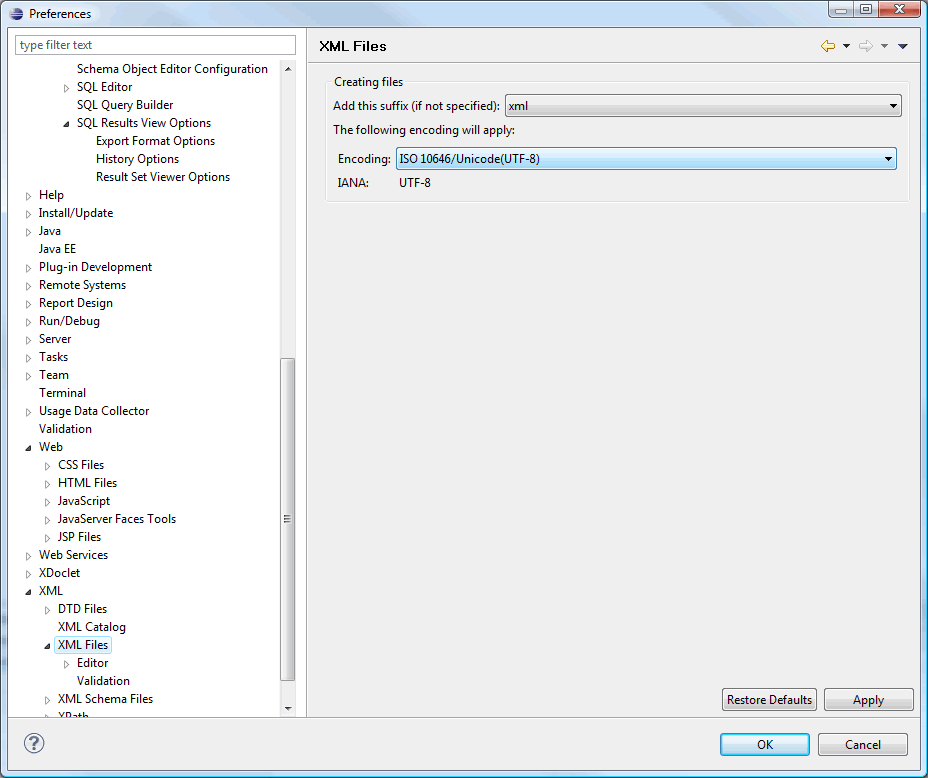 Preferences
type filter text
Schema Object Editor Configuration
SQL Editor
SQL Query Builder
SQL Results View Options
Export Format Options
History Options
Result Set Viewer Options
Help
Install/Update
Java
Java EE
Plug-in Development
Remote Systems
Report Design
Run/Debug
Server
Tasks
Team
Terminal
Usage Data Collector
Validation
Web
CSS Files
HTML Files
JavaScript
JavaServer Faces Tools
JSP Files
Web Services
XDoclet
XML
DTD Files
XML Catalog
XML Files
Editor
Validation
XML Schema Files
XPath
XML Files
Creating files
Add this suffix (if not specified): xml
The following encoding will apply:
Encoding: ISO 10646/Unicode(UTF-8)
IANA: UTF-8
Restore Defaults Apply
? OK Cancel